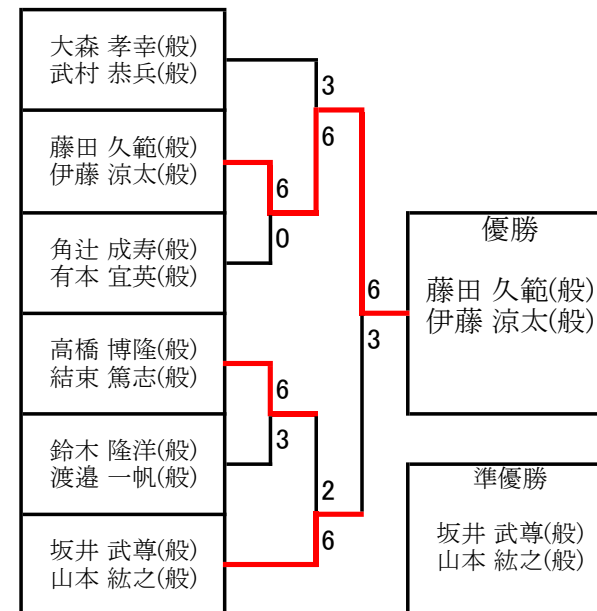 大森 孝幸(般)
武村 恭兵(般)
3
藤田 久範(般)
伊藤 涼太(般)
6
6
0
角辻 成寿(般)
有本 宜英(般)
優勝
藤田 久範(般)
伊藤 涼太(般)
6
3
高橋 博隆(般)
結束 篤志(般)
6
3
鈴木 隆洋(般)
渡邉 一帆(般)
2
6
坂井 武尊(般)
山本 紘之(般)
準優勝
坂井 武尊(般)
山本 紘之(般)